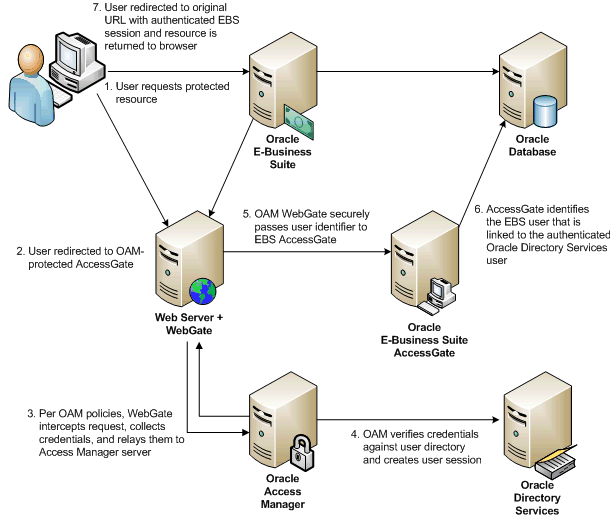 7. User redirected to original
URL with authenticated EBS
session and resource is
returned to browser
1. User requests protected
resource
Oracle
E-Business
Suite
Oracle
Database
2. User redirected to OAM-
protected AccessGate
5. OAM WebGate securely
passes user identifier to
EBS AccessGate
6. AccessGate identifies
the EBS user that is
linked to the authenticated
Oracle Directory Services
user
Web Server +
WebGate
Oracle
E-Business Suite
AccessGate
3. Per OAM policies, WebGate
intercepts request, collects
credentials, and relays them to
Access Manager server
4. OAM verifies credentials
against user directory
and creates user session
Oracle
Access
Manager
Oracle
Directory
Services